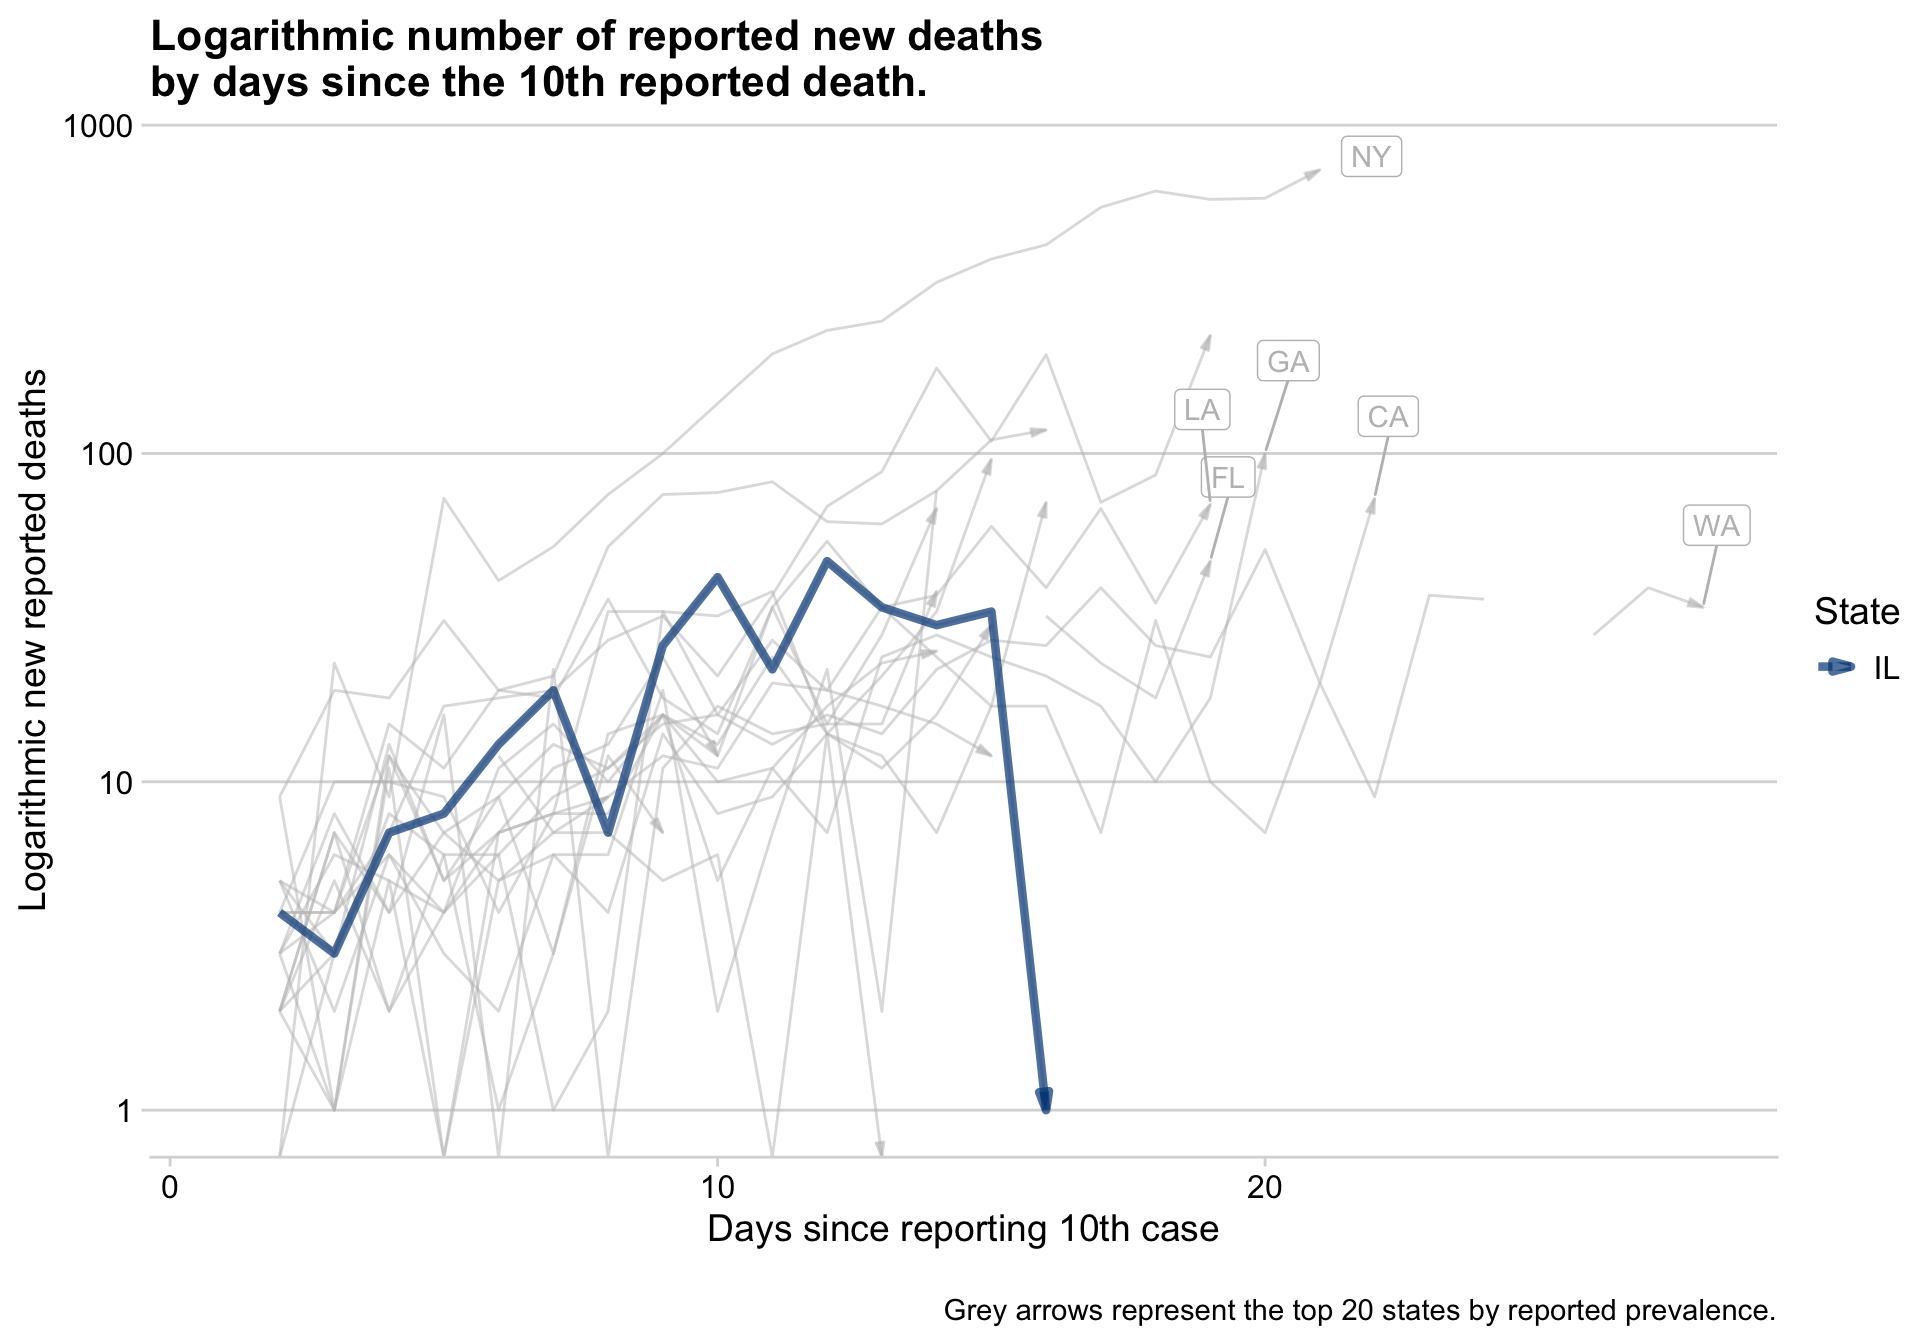 Logarithmic number of reported new deaths
by days since the 10th reported death.
Logarithmic new reported deaths
1000
100
10
1
NY
GA
LA
CA
FL
WA
State
IL
0
10
20
Days since reporting 10th case
Grey arrows represent the top 20 states by reported prevalence.